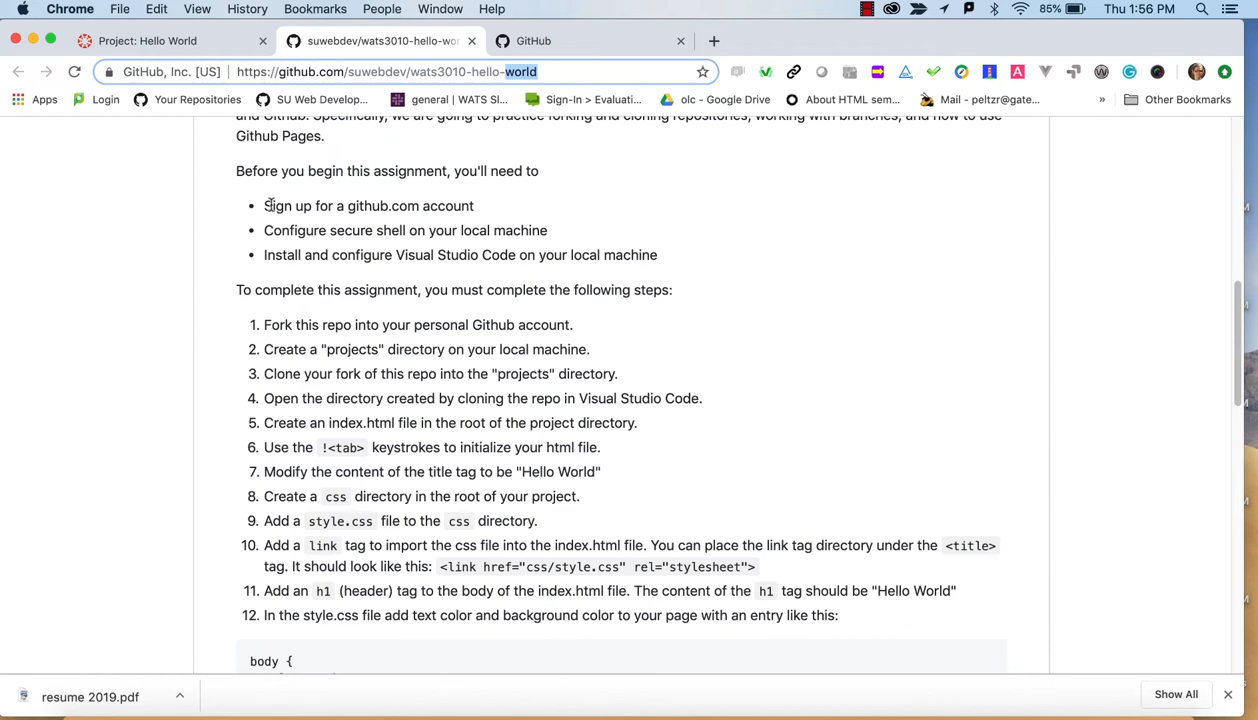 Chrome File Edit View History Bookmarks People Window Help 85% Thu 1:56 PM
Project: Hello World suwebdev/wats3010-hello-wor GitHub
GitHub, Inc. [US] https://github.com/suwebdev/wats3010-hello-world
Apps Login Your Repositories SU Web Develop... general | WATS Sl... Sign-In > Evaluati... olc - Google Drive About HTML sem... Mail - peltzr@gate... » Other Bookmarks
and Github. Specifically, we are going to practice forking and cloning repositories, working with branches, and how to use
Github Pages.
Before you begin this assignment, you'll need to
• Sign up for a github.com account
• Configure secure shell on your local machine
• Install and configure Visual Studio Code on your local machine
To complete this assignment, you must complete the following steps:
1. Fork this repo into your personal Github account.
2. Create a "projects" directory on your local machine.
3. Clone your fork of this repo into the "projects" directory.
4. Open the directory created by cloning the repo in Visual Studio Code.
5. Create an index.html file in the root of the project directory.
6. Use the !<tab> keystrokes to initialize your html file.
7. Modify the content of the title tag to be "Hello World"
8. Create a css directory in the root of your project.
9. Add a style.css file to the css directory.
10. Add a link tag to import the css file into the index.html file. You can place the link tag directory under the <title>
tag. It should look like this: <link href="css/style.css" rel="stylesheet">
11. Add an h1 (header) tag to the body of the index.html file. The content of the h1 tag should be "Hello World"
12. In the style.css file add text color and background color to your page with an entry like this:
body {
resume 2019.pdf Show All